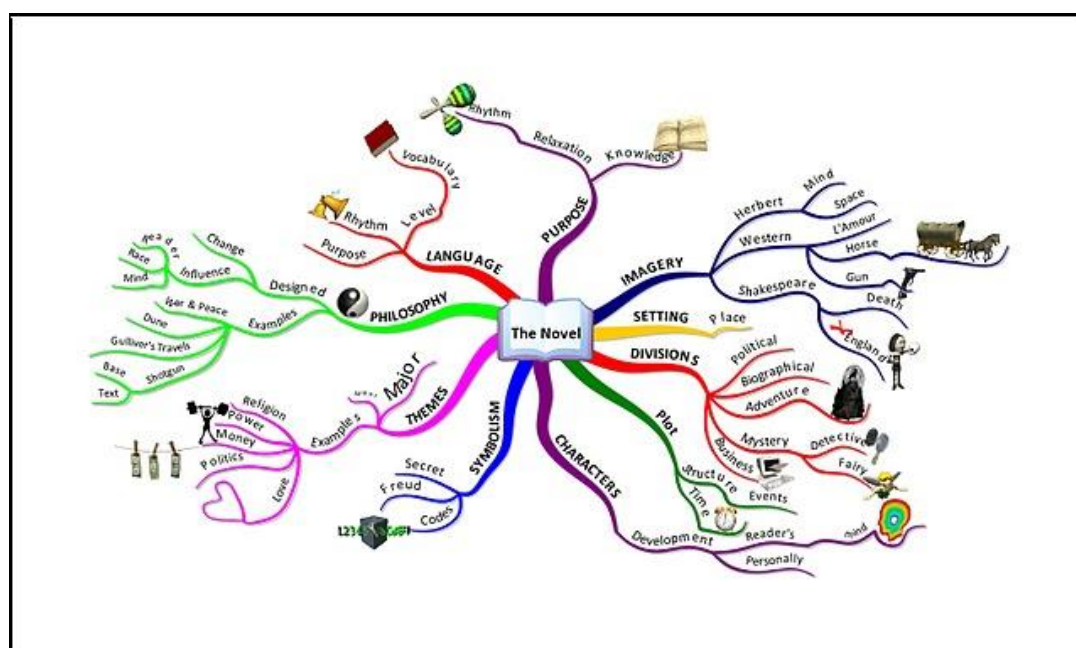 The Novel
PURPOSE
Relaxation
Rhythm
Knowledge
IMAGERY
Herbert
Mind
Space
Western
L'Amour
Horse
Gun
Shakespeare
Death
England
SETTING
Place
DIVISIONS
Political
Biographical
Adventure
Mystery
Detective
Fairy
Business
Plot
Structure
Events
Time
CHARACTERS
Development
Reader's
mind
Personally
SYMBOLISM
Secret
Freud
Codes
THEMES
Major
Examples
Religion
Power
Money
Politics
Love
PHILOSOPHY
Designed
Change
Influence
Reader
Race
Mind
Examples
War & Peace
Dune
Gulliver's Travels
Shotgun
Base
Text
LANGUAGE
Level
Vocabulary
Rhythm
Purpose